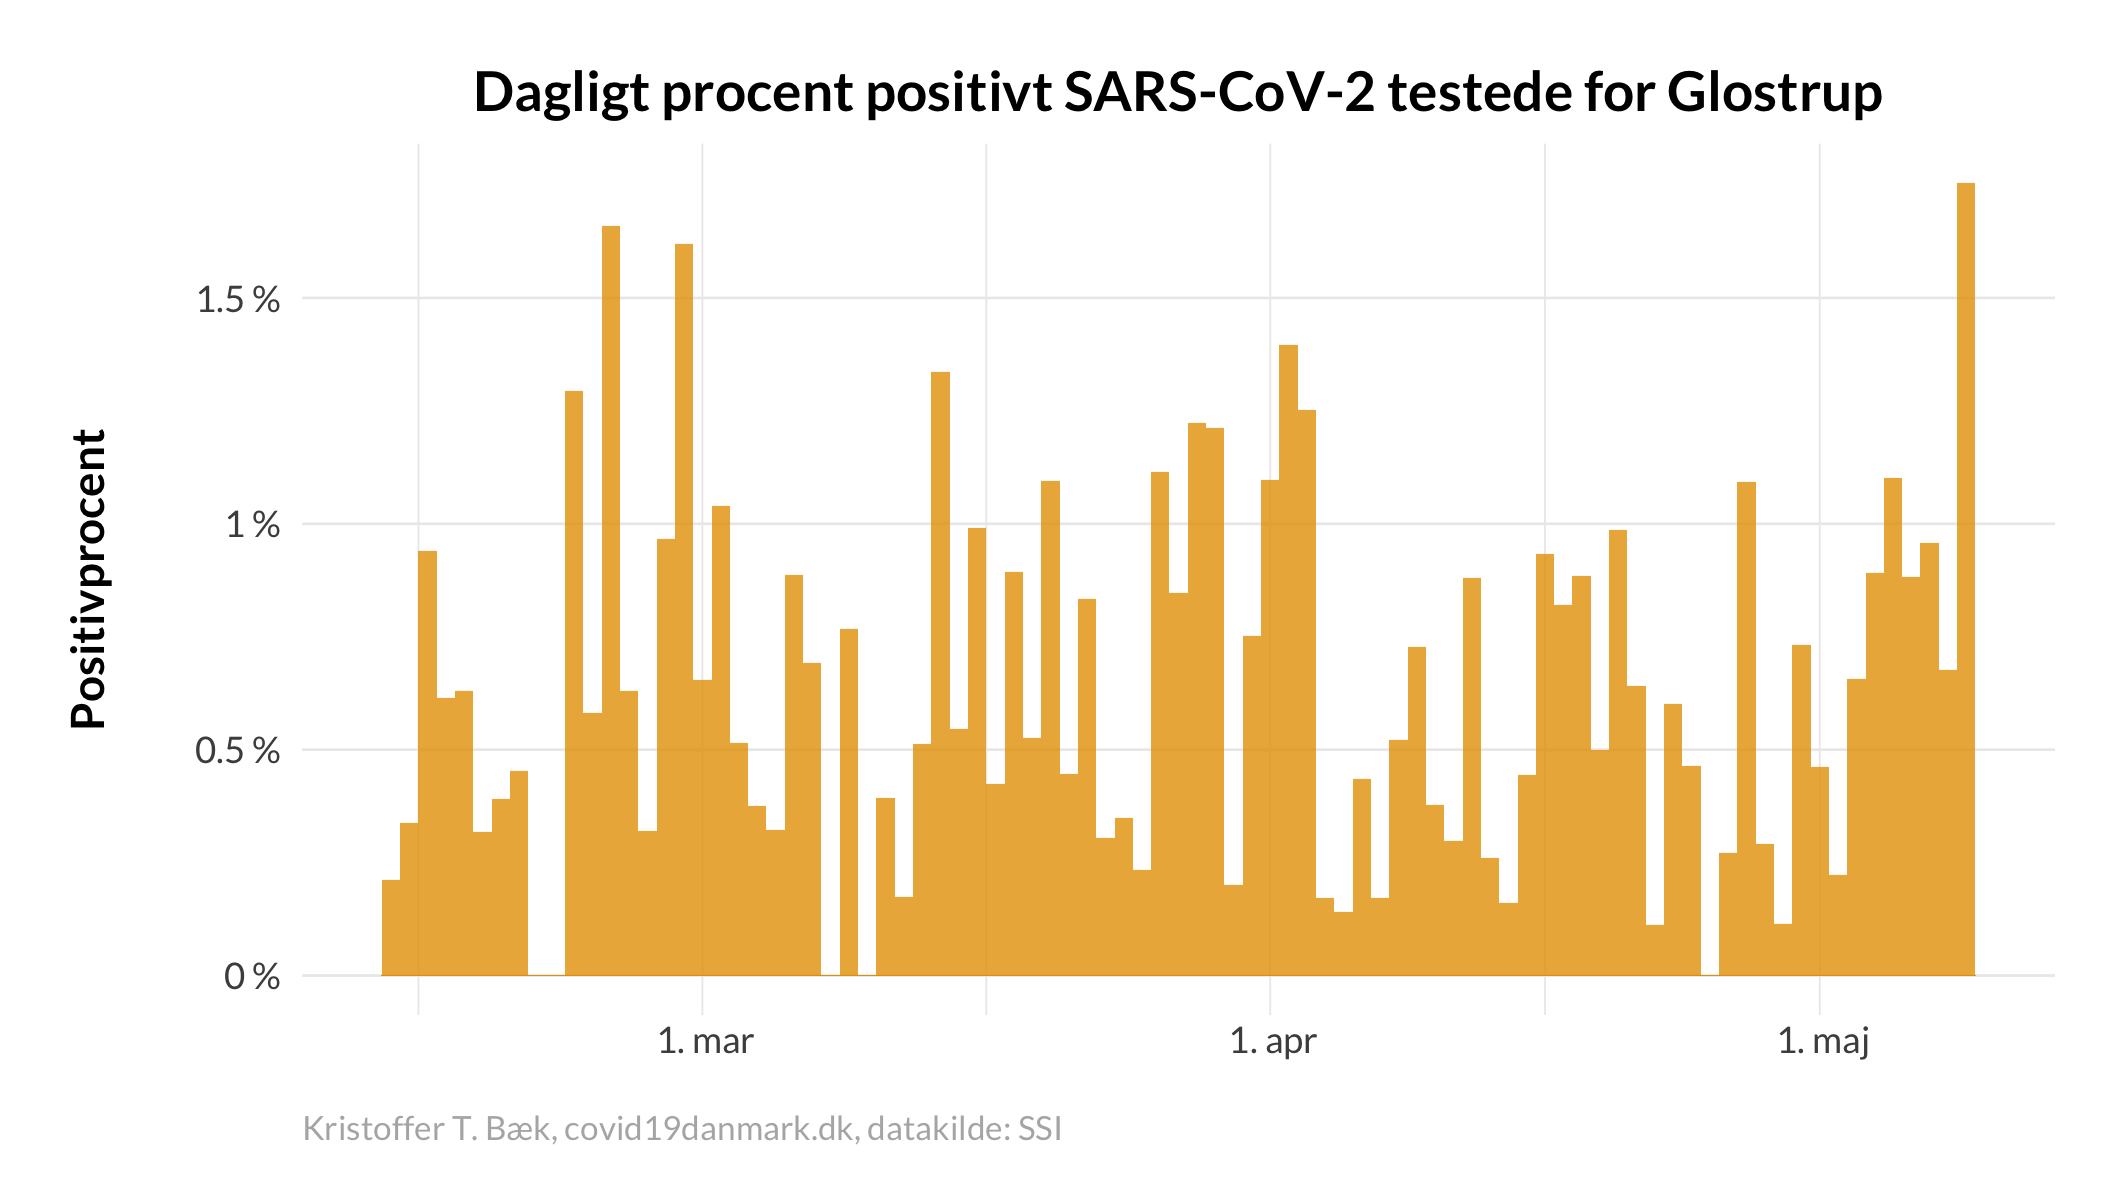 Dagligt procent positivt SARS-CoV-2 testede for Glostrup
Positivprocent
1.5 %
1 %
0.5 %
0 %
1. mar
1. apr
1. maj
Kristoffer T. Bæk, covid19danmark.dk, datakilde: SSI